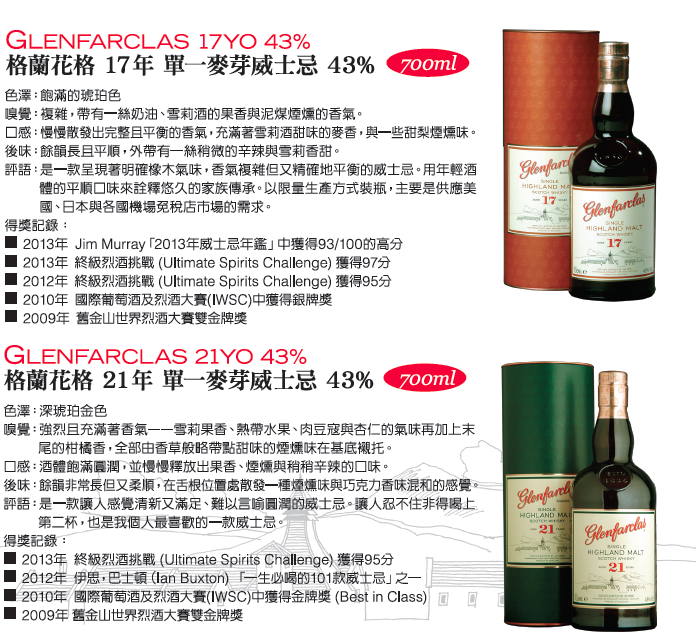 GLENFARCLAS 17YO 43%
格蘭花格 17年 單一麥芽威士忌 43% 700ml
色澤：飽滿的琥珀色
嗅覺：複雜，帶有一絲奶油、雪莉酒的果香與泥煤煙燻的香氣。
口感：慢慢散發出完整且平衡的香氣，充滿著雪莉酒甜味的麥香，與一些甜梨煙燻味。
後味：餘韻長且平順，外帶有一絲稍微的辛辣與雪莉香甜。
評語：是一款呈現著明確橡木氣味，香氣複雜但又精確地平衡的威士忌。用年輕酒
體的平順口味來詮釋悠久的家族傳承。以限量生產方式裝瓶，主要是供應美
國、日本與各國機場免稅店市場的需求。
得獎記錄：
■ 2013年 Jim Murray「2013年威士忌年鑑」中獲得93/100的高分
■ 2013年 終級烈酒挑戰 (Ultimate Spirits Challenge) 獲得97分
■ 2012年 終級烈酒挑戰 (Ultimate Spirits Challenge) 獲得95分
■ 2010年 國際葡萄酒及烈酒大賽(IWSC)中獲得銀牌獎
■ 2009年 舊金山世界烈酒大賽雙金牌獎
Glenfarclas
SINGLE
HIGHLAND MA
SCOTCH WHISKY
AGED 17 YEARS
Glenfarclas
SINGLE
HIGHLAND MALT
SCOTCH WHISKY
AGED 17 YEARS
GLENFARCLAS 21YO 43%
格蘭花格 21年 單一麥芽威士忌 43% 700ml
色澤：深琥珀金色
嗅覺：強烈且充滿著香氣——雪莉果香、熱帶水果、肉豆寇與杏仁的氣味再加上末
尾的柑橘香，全部由香草般略帶點甜味的煙燻味在基底襯托。
口感：酒體飽滿圓潤，並慢慢釋放出果香、煙燻與稍稍辛辣的口味。
後味：餘韻非常長但又柔順，在舌根位置處散發一種煙燻味與巧克力香味混和的感覺。
評語：是一款讓人感覺清新又滿足、難以言喻圓潤的威士忌。讓人忍不住非得喝上
第二杯，也是我個人最喜歡的一款威士忌。
得獎記錄：
■ 2013年 終級烈酒挑戰 (Ultimate Spirits Challenge) 獲得95分
■ 2012年 伊恩・巴士頓 (Ian Buxton) 「一生必喝的101款威士忌」之一
■ 2010年 國際葡萄酒及烈酒大賽(IWSC)中獲得金牌獎 (Best in Class)
■ 2009年 舊金山世界烈酒大賽雙金牌獎
Glenfarcl
SINGLE
HIGHLAND MA
SCOTCH WHISKY
AGED 21 YEARS
Glenfarclas
SINGLE
HIGHLAND MALT
SCOTCH WHISKY
AGED 21 YEARS